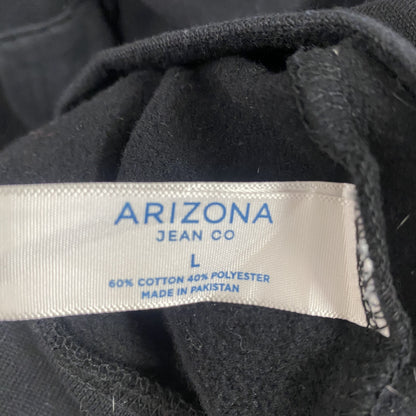 ARIZONA
JEAN CO
L
60% COTTON 40% POLYESTER
MADE IN PAKISTAN